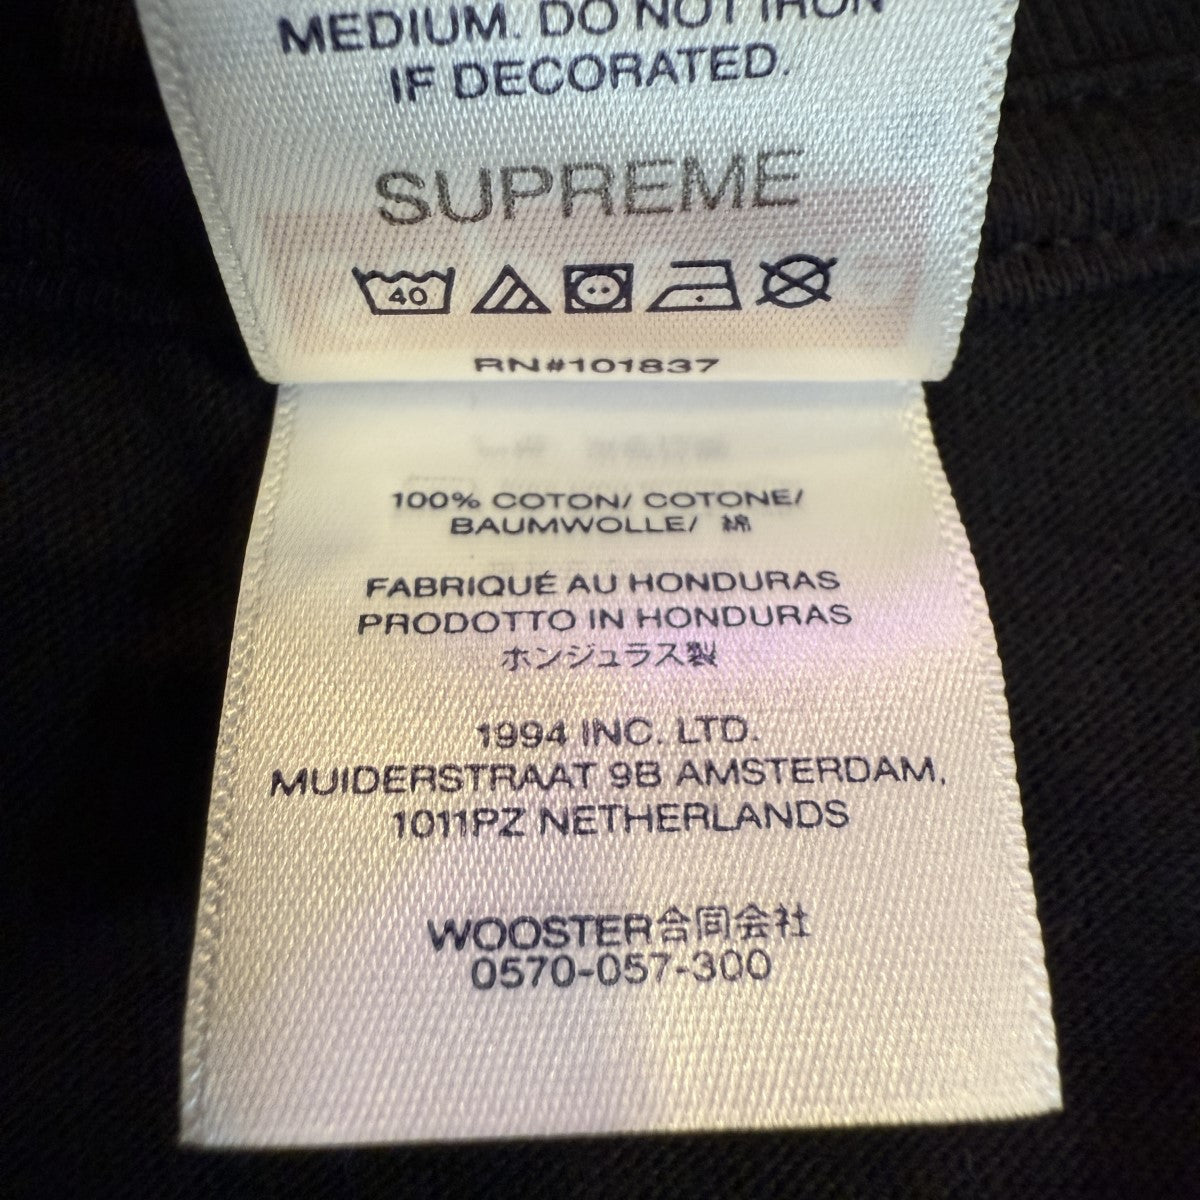 MEDIUM. DO NOT IRON
IF DECORATED.
SUPREME
40
RN#101837
100% COTON/ COTONE/
BAUMWOLLE/ 綿
FABRIQUÉ AU HONDURAS
PRODOTTO IN HONDURAS
ホンジュラス製
1994 INC. LTD.
MUIDERSTRAAT 9B AMSTERDAM,
1011PZ NETHERLANDS
WOOSTER合同会社
0570-057-300